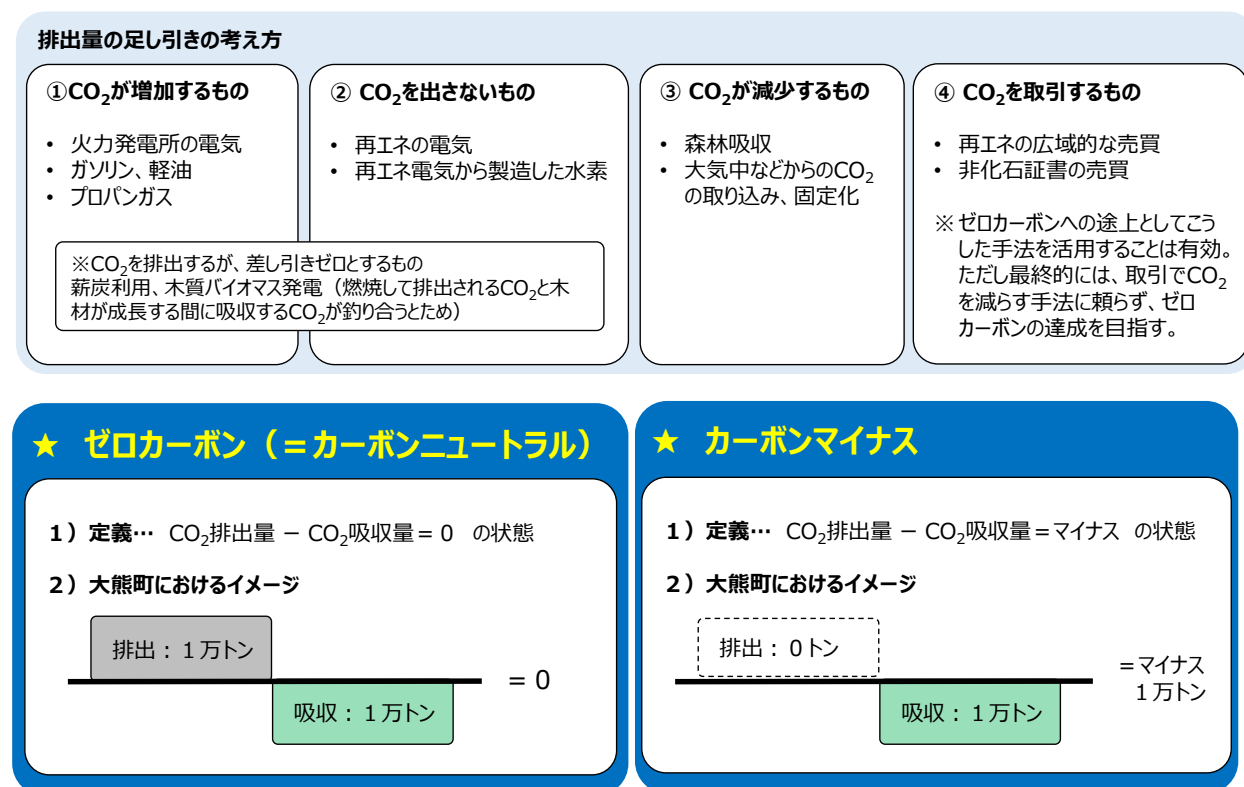 排出量の足し引きの考え方
①CO₂が増加するもの
• 火力発電所の電気
• ガソリン、軽油
• プロパンガス
② CO₂を出さないもの
• 再エネの電気
• 再エネ電気から製造した水素
※CO₂を排出するが、差し引きゼロとするもの
薪炭利用、木質バイオマス発電（燃焼して排出されるCO₂と木
材が成長する間に吸収するCO₂が釣り合うとため）
③ CO₂が減少するもの
• 森林吸収
• 大気中などからのCO₂
の取り込み、固定化
④ CO₂を取引するもの
• 再エネの広域的な売買
• 非化石証書の売買
※ ゼロカーボンへの途上としてこう
した手法を活用することは有効。
ただし最終的には、取引でCO₂
を減らす手法に頼らず、ゼロ
カーボンの達成を目指す。
★ ゼロカーボン（＝カーボンニュートラル）
１）定義… CO₂排出量 － CO₂吸収量＝０ の状態
２）大熊町におけるイメージ
排出：１万トン
吸収：１万トン
＝０
★ カーボンマイナス
１）定義… CO₂排出量 － CO₂吸収量＝マイナス の状態
２）大熊町におけるイメージ
排出：０トン
吸収：１万トン
＝マイナス
１万トン